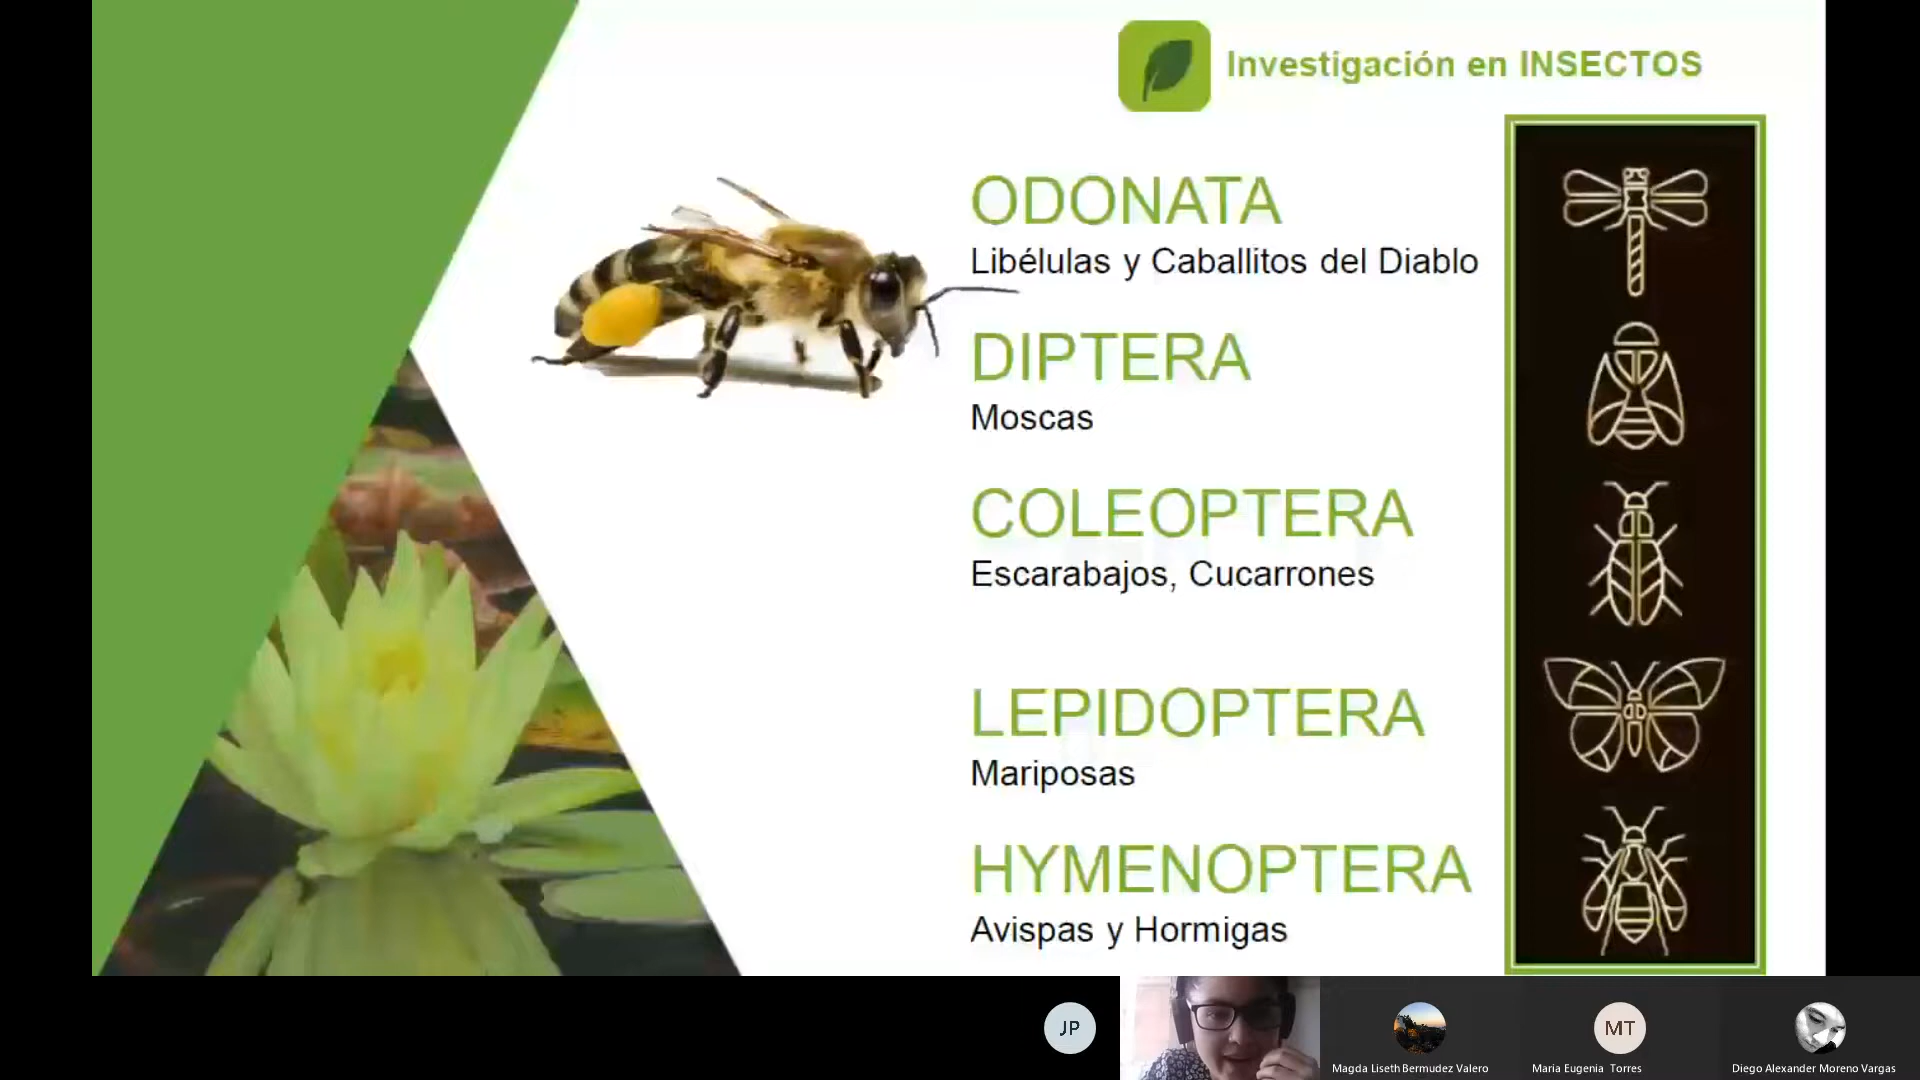 Investigación en INSECTOS
ODONATA
Libélulas y Caballitos del Diablo
DIPTERA
Moscas
COLEOPTERA
Escarabajos, Cucarrones
LEPIDOPTERA
Mariposas
HYMENOPTERA
Avispas y Hormigas
JP
MT
Magda Liseth Bermudez Valero
Maria Eugenia Torres
Diego Alexander Moreno Vargas